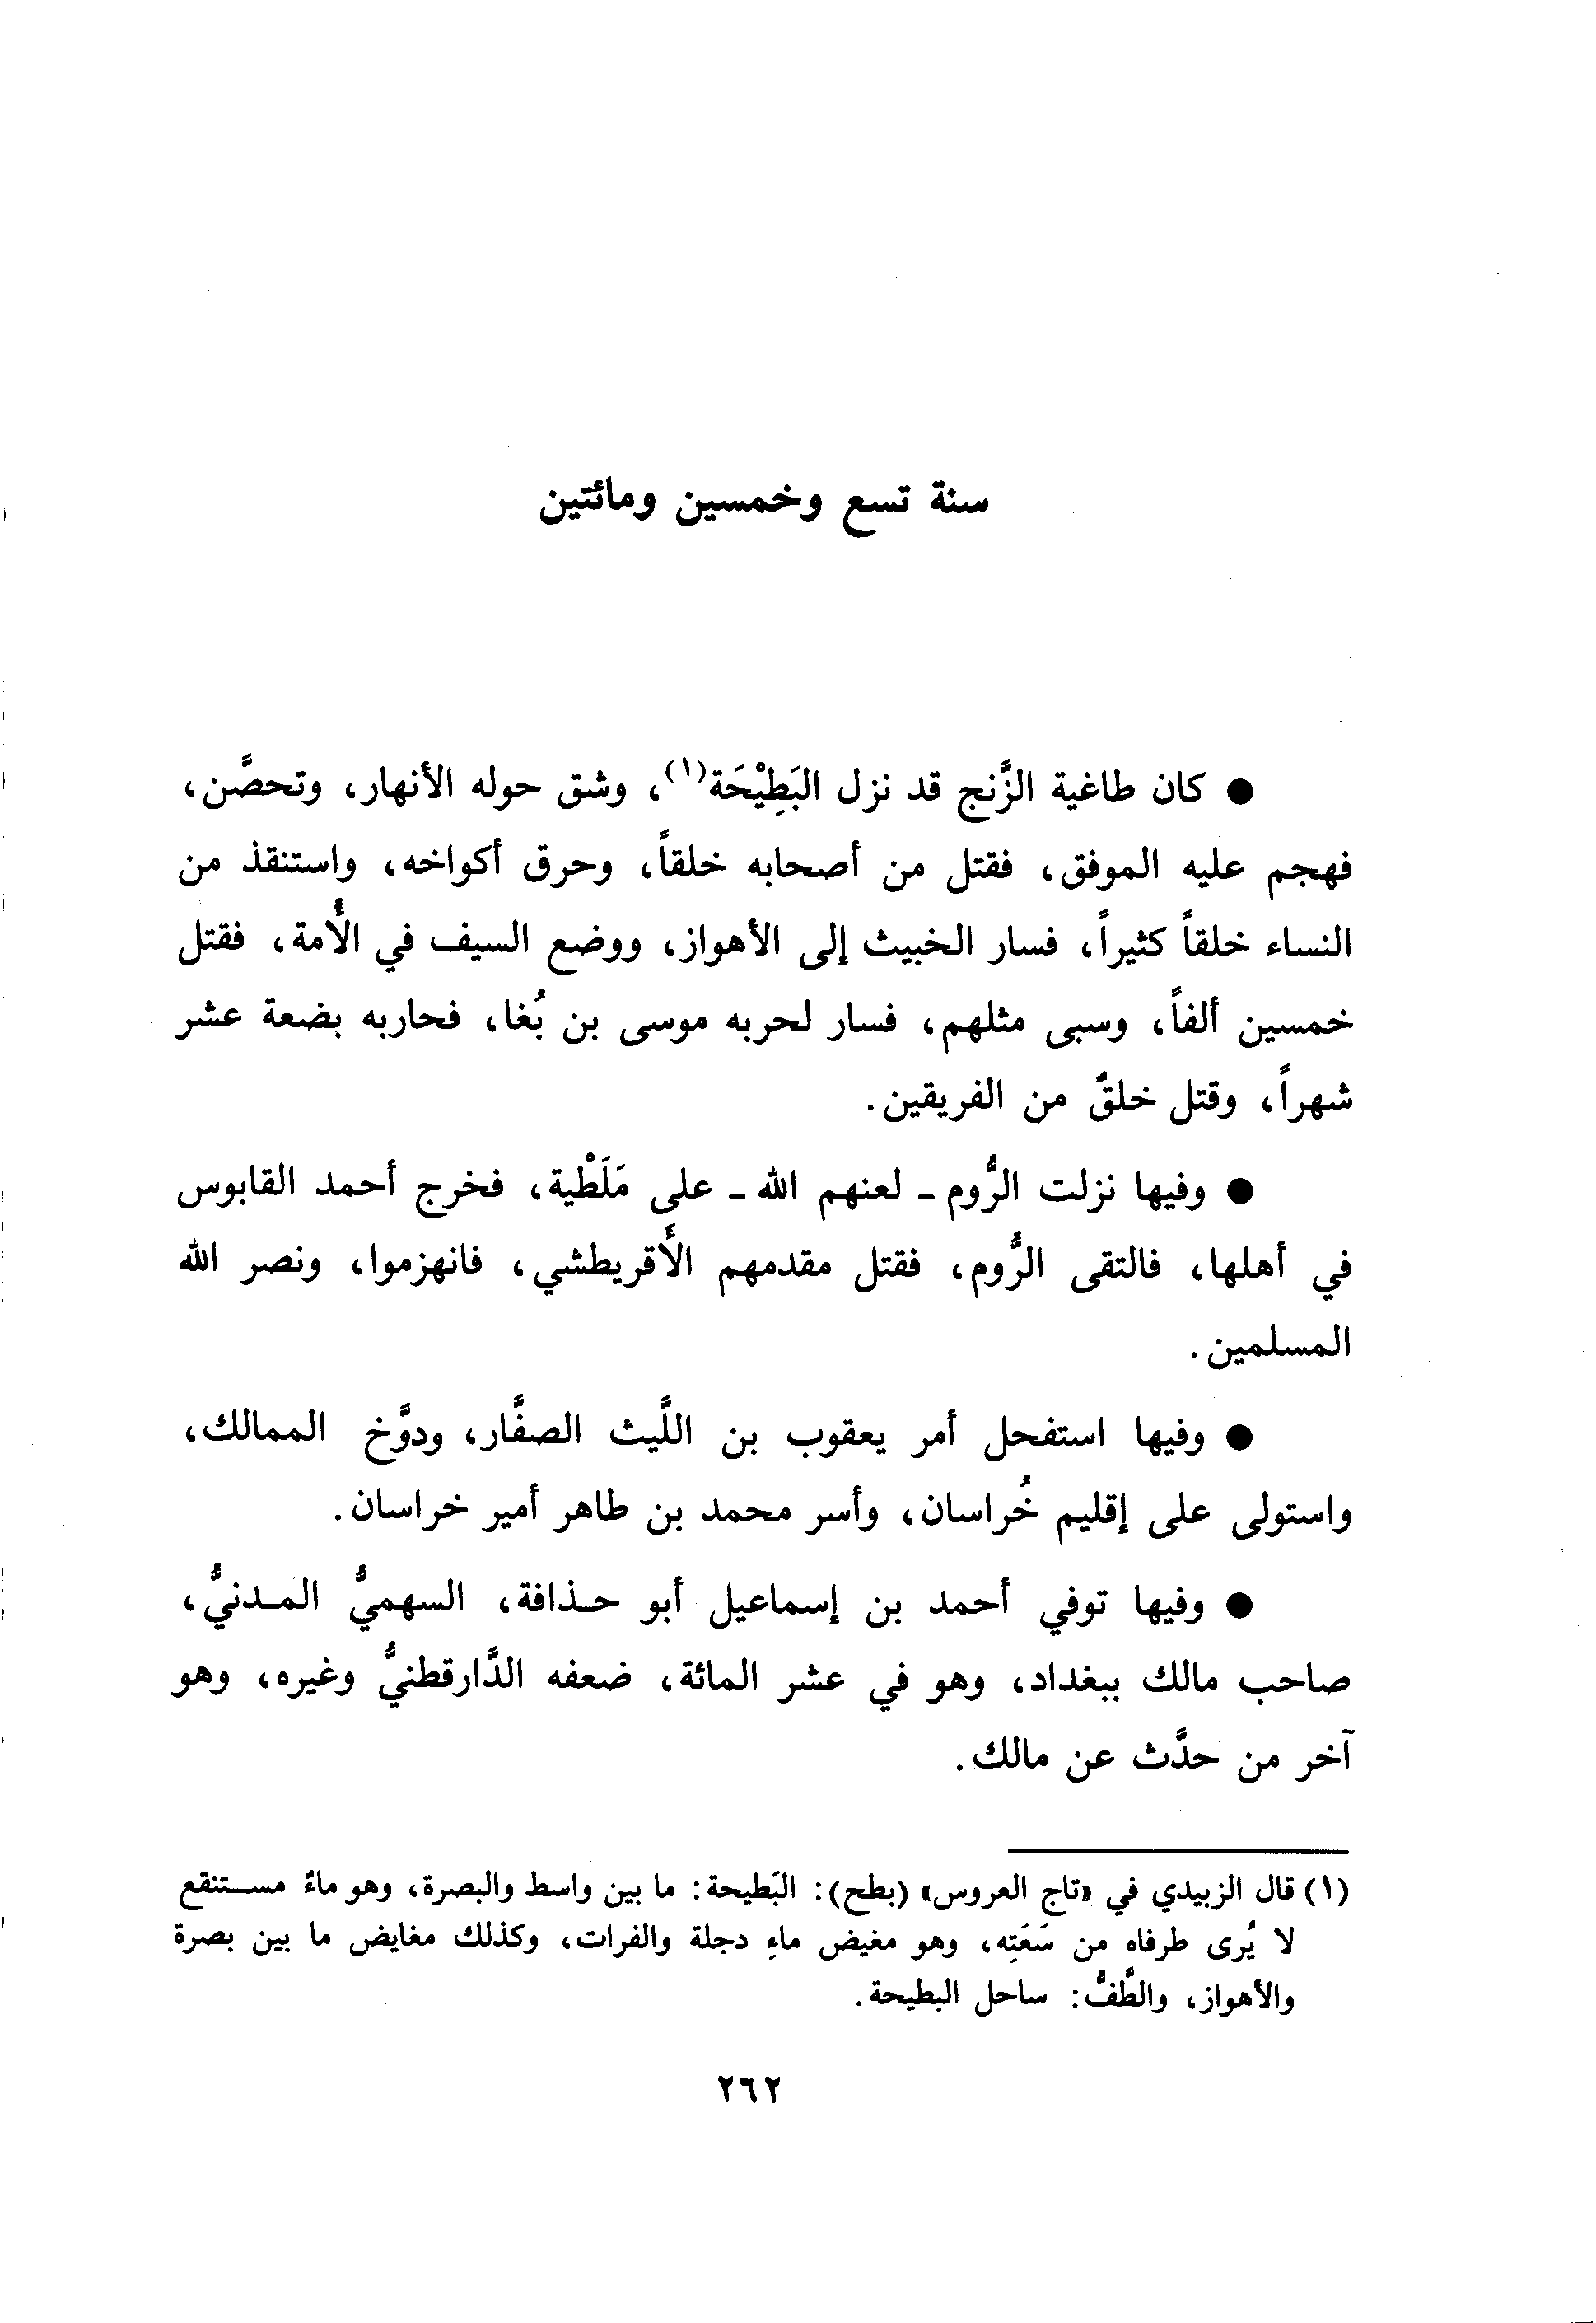 سنة تسع وخمسين ومائتين
● كان طاغية الزَّنج قد نزل البَطِيْحَة(١)، وشق حوله الأنهار، وتحصَّن،
فهجم عليه الموفق، فقتل من أصحابه خلقاً، وحرق أكواخه، واستنقذ من
النساء خلقاً كثيراً، فسار الخبيث إلى الأهواز، ووضع السيف في الأُمة، فقتل
خمسين ألفاً، وسبى مثلهم، فسار لحربه موسى بن بُغا، فحاربه بضعة عشر
شهراً، وقتل خلقٌ من الفريقين.
● وفيها نزلت الرُّوم - لعنهم الله - على مَلَطْية، فخرج أحمد القابوس
في أهلها، فالتقى الرُّوم، فقتل مقدمهم الأَقريطشي، فانهزموا، ونصر الله
المسلمين.
● وفيها استفحل أمر يعقوب بن اللَّيث الصفَّار، ودوَّخ الممالك،
واستولى على إقليم خُراسان، وأسر محمد بن طاهر أمير خراسان.
● وفيها توفي أحمد بن إسماعيل أبو حـذافة، السهميُّ المـدنيُّ،
صاحب مالك ببغداد، وهو في عشر المائة، ضعفه الدَّارقطنيُّ وغيره، وهو
آخر من حدَّث عن مالك.
(١) قال الزبيدي في «تاج العروس» (بطح): البَطيحة: ما بين واسط والبصرة، وهو ماءٌ مستنقع
لا يُرى طرفاه من سَعَتِه، وهو مغيض ماءِ دجلة والفرات، وكذلك مغايض ما بين بصرة
والأهواز، والطَّفُّ: ساحل البطيحة.
٢٦٢